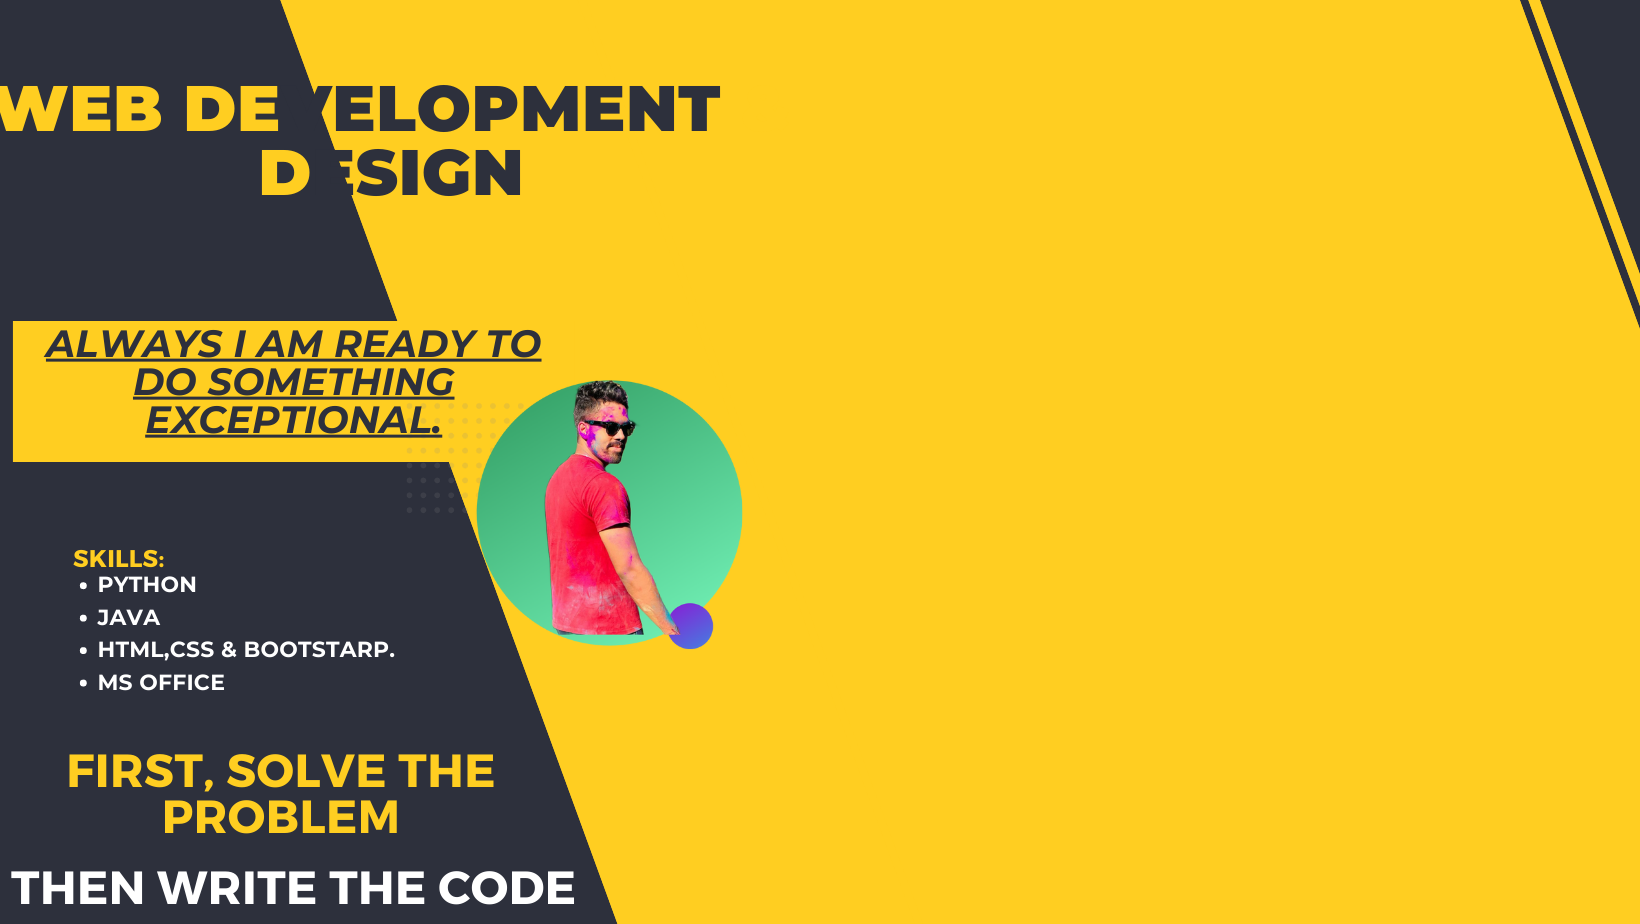 WEB DEVELOPMENT
DESIGN
ALWAYS I AM READY TO
DO SOMETHING
EXCEPTIONAL.
SKILLS:
• PYTHON
• JAVA
• HTML,CSS & BOOTSTARP.
• MS OFFICE
FIRST, SOLVE THE
PROBLEM
THEN WRITE THE CODE